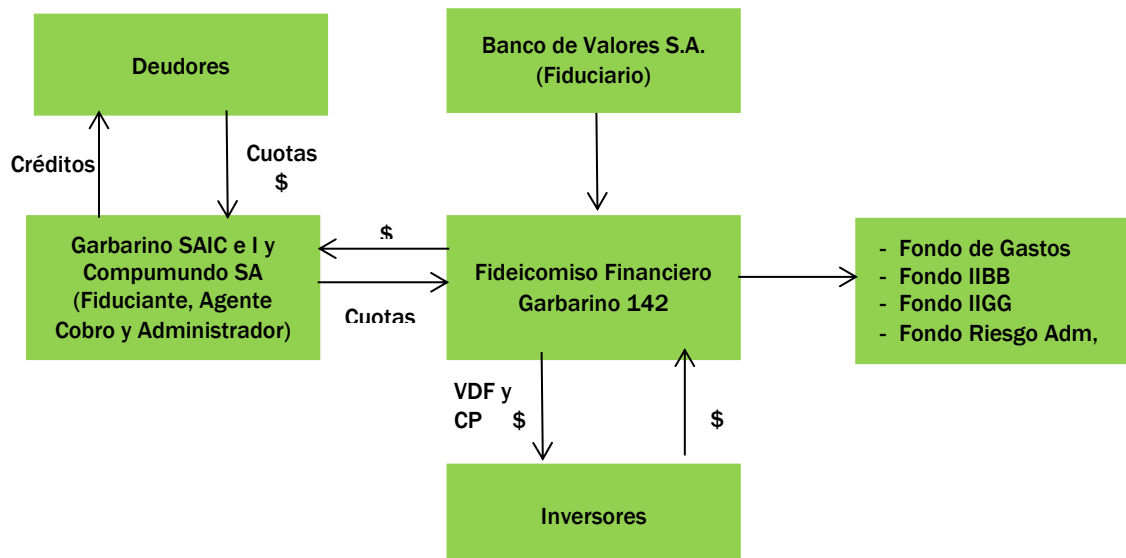 Deudores
Banco de Valores S.A.
(Fiduciario)
Créditos
Cuotas
$
Garbarino SAIC e I y
Compumundo SA
(Fiduciante, Agente
Cobro y Administrador)
$
Cuotas
Fideicomiso Financiero
Garbarino 142
- Fondo de Gastos
- Fondo IIBB
- Fondo IIGG
- Fondo Riesgo Adm,
VDF y
CP $
$
Inversores